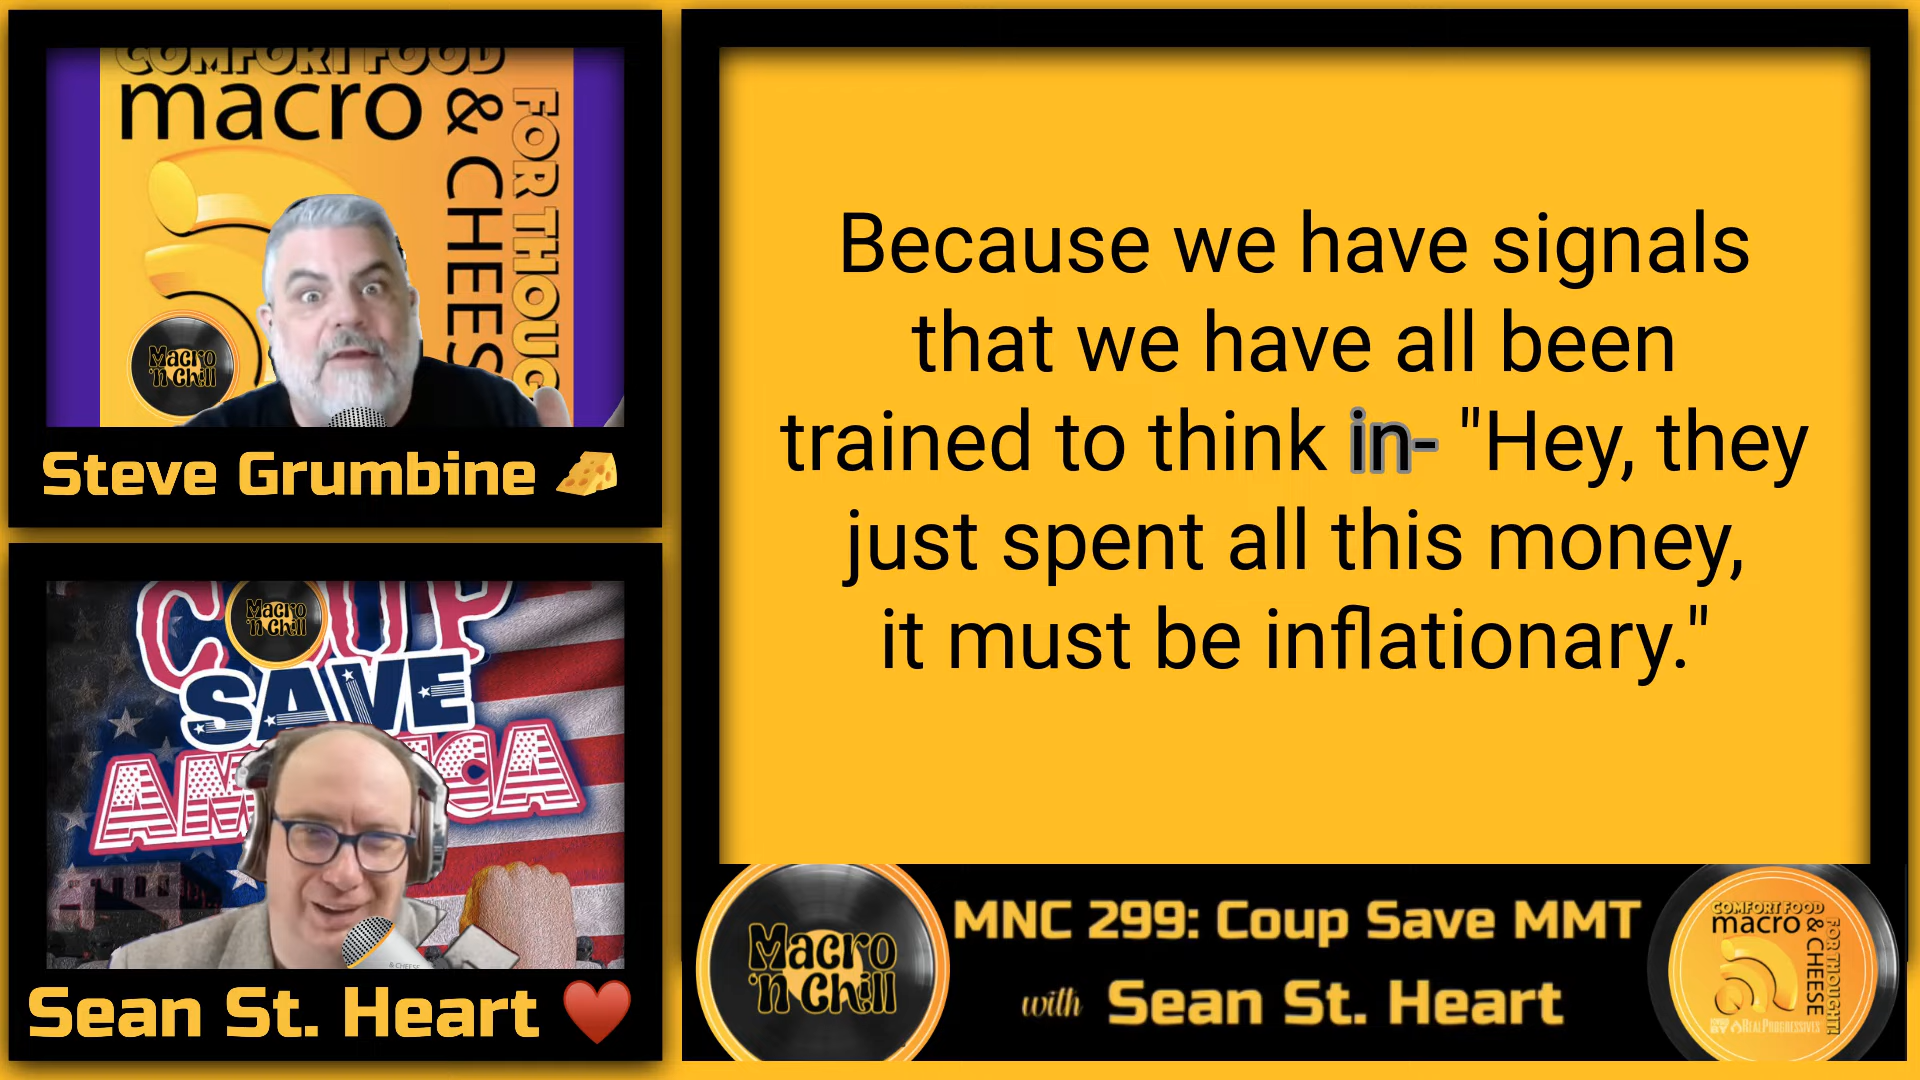 COMFORT FOOD
macro
& CHEES
FOR THOUG
Macro
'N Chill
Steve Grumbine
Because we have signals
that we have all been
trained to think in- "Hey, they
just spent all this money,
it must be inflationary."
COUP
Macro
'N Chill
SAVE
Sean St. Heart
& CHEESE
Macro
'N Chill
MNC 299: Coup Save MMT
with Sean St. Heart
COMFORT FOOD
macro
& CHEESE
FOR THOUGHT
REALPROGRESSIVES